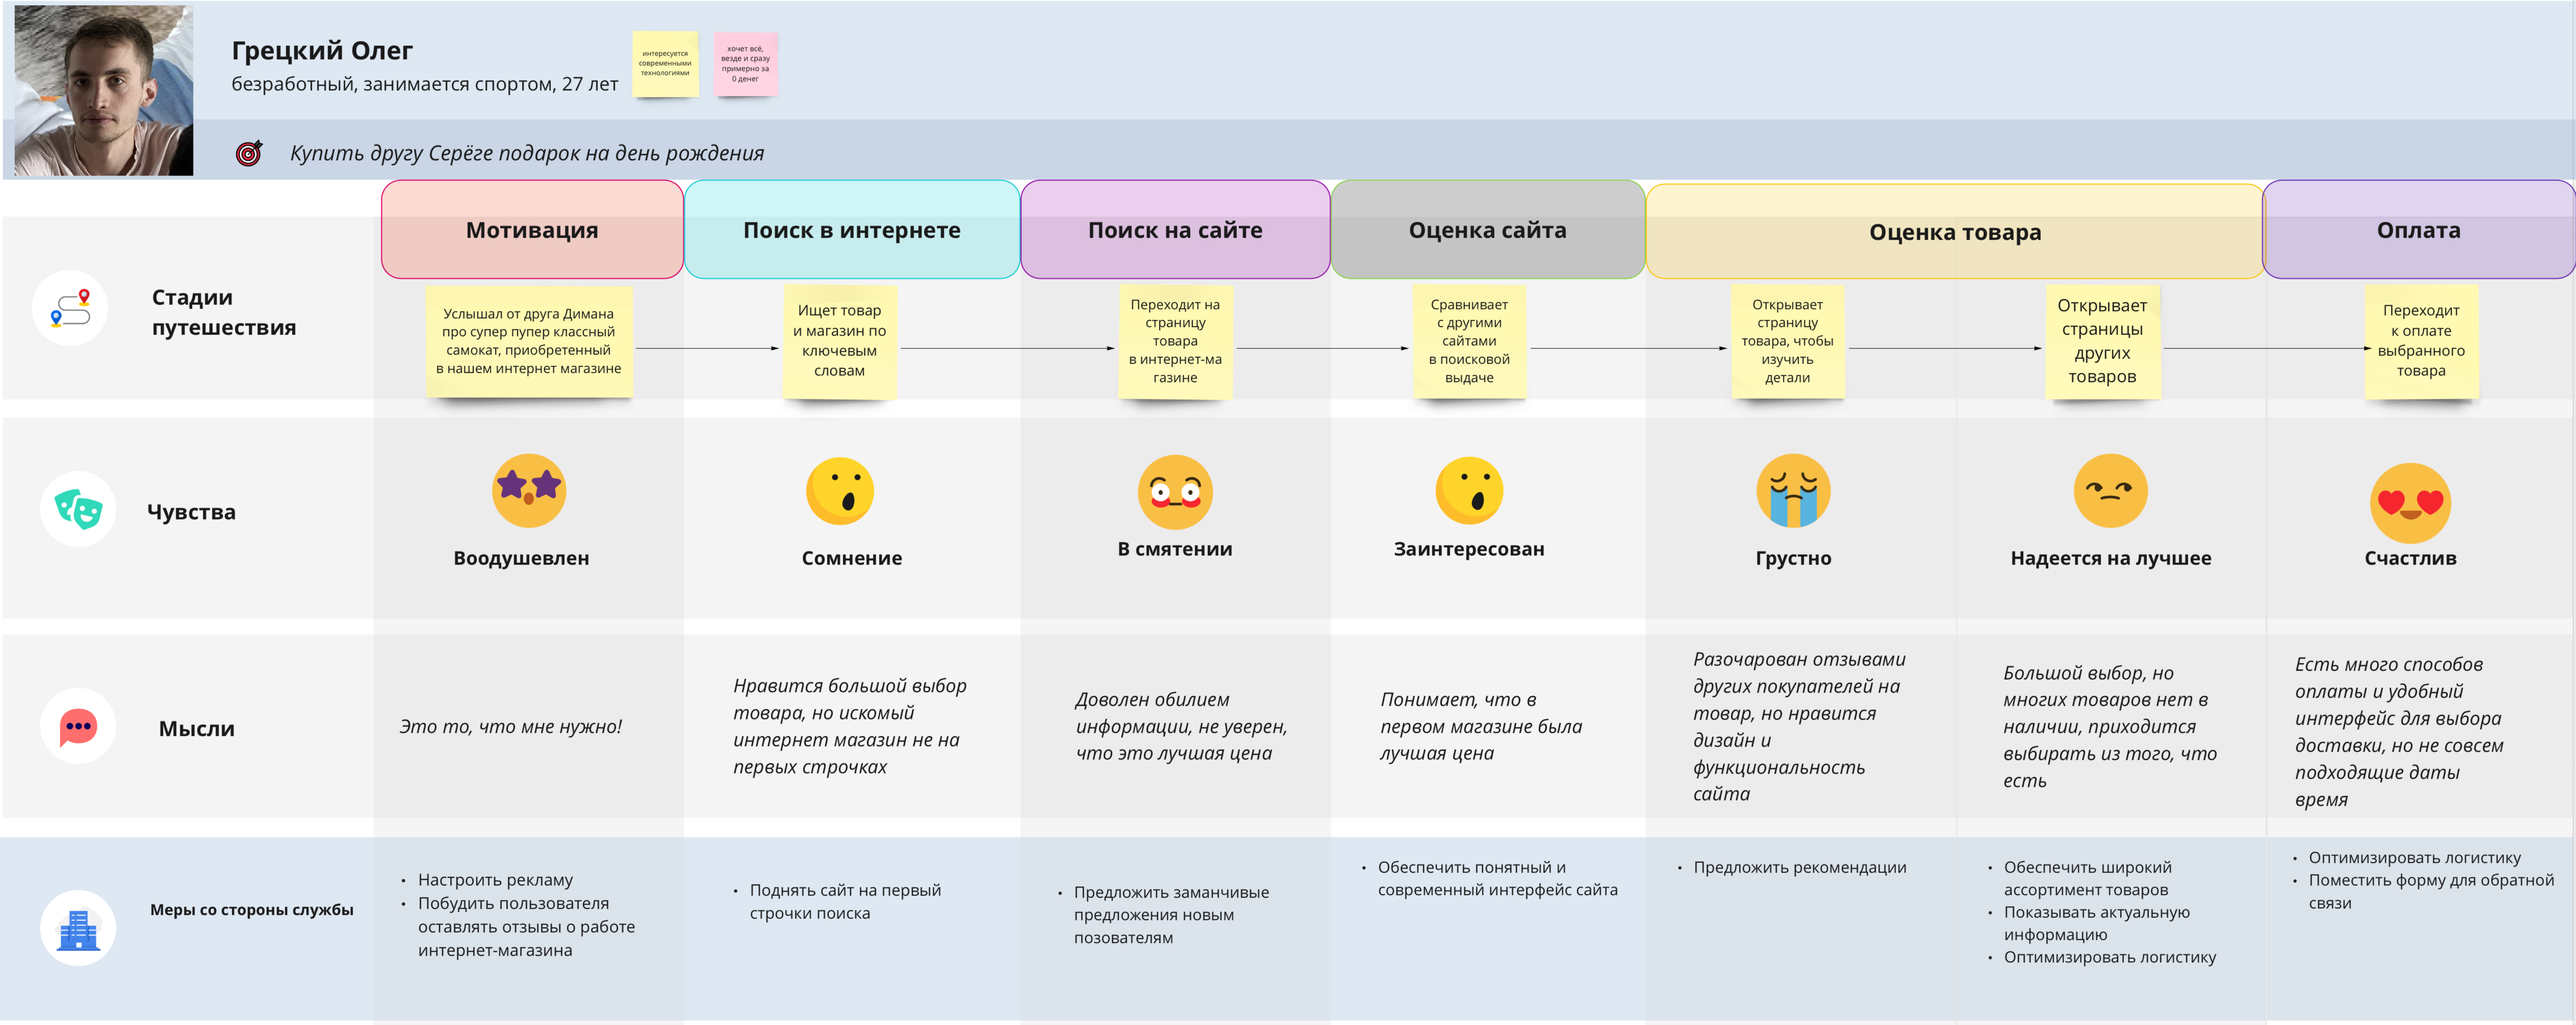 Грецкий Олег
безработный, занимается спортом, 27 лет
интересуется
современными
технологиями
хочет всё,
везде и сразу
примерно за
0 денег
Купить другу Серёге подарок на день рождения
Мотивация
Поиск в интернете
Поиск на сайте
Оценка сайта
Оценка товара
Оплата
Стадии
путешествия
Услышал от друга Димана
про супер пупер классный
самокат, приобретенный
в нашем интернет магазине
Ищет товар
и магазин по
ключевым
словам
Переходит на
страницу
товара
в интернет-ма
газине
Сравнивает
с другими
сайтами
в поисковой
выдаче
Открывает
страницу
товара, чтобы
изучить
детали
Открывает
страницы
других
товаров
Переходит
к оплате
выбранного
товара
Чувства
Воодушевлен
Сомнение
В смятении
Заинтересован
Грустно
Надеется на лучшее
Счастлив
Мысли
Это то, что мне нужно!
Нравится большой выбор
товара, но искомый
интернет магазин не на
первых строчках
Доволен обилием
информации, не уверен,
что это лучшая цена
Понимает, что в
первом магазине была
лучшая цена
Разочарован отзывами
других покупателей на
товар, но нравится
дизайн и
функциональность
сайта
Большой выбор, но
многих товаров нет в
наличии, приходится
выбирать из того, что
есть
Есть много способов
оплаты и удобный
интерфейс для выбора
доставки, но не совсем
подходящие даты
время
Меры со стороны службы
• Настроить рекламу
• Побудить пользователя
оставлять отзывы о работе
интернет-магазина
• Поднять сайт на первый
строчки поиска
• Предложить заманчивые
предложения новым
позователям
• Обеспечить понятный и
современный интерфейс сайта
• Предложить рекомендации
• Обеспечить широкий
ассортимент товаров
• Показывать актуальную
информацию
• Оптимизировать логистику
• Оптимизировать логистику
• Поместить форму для обратной
связи